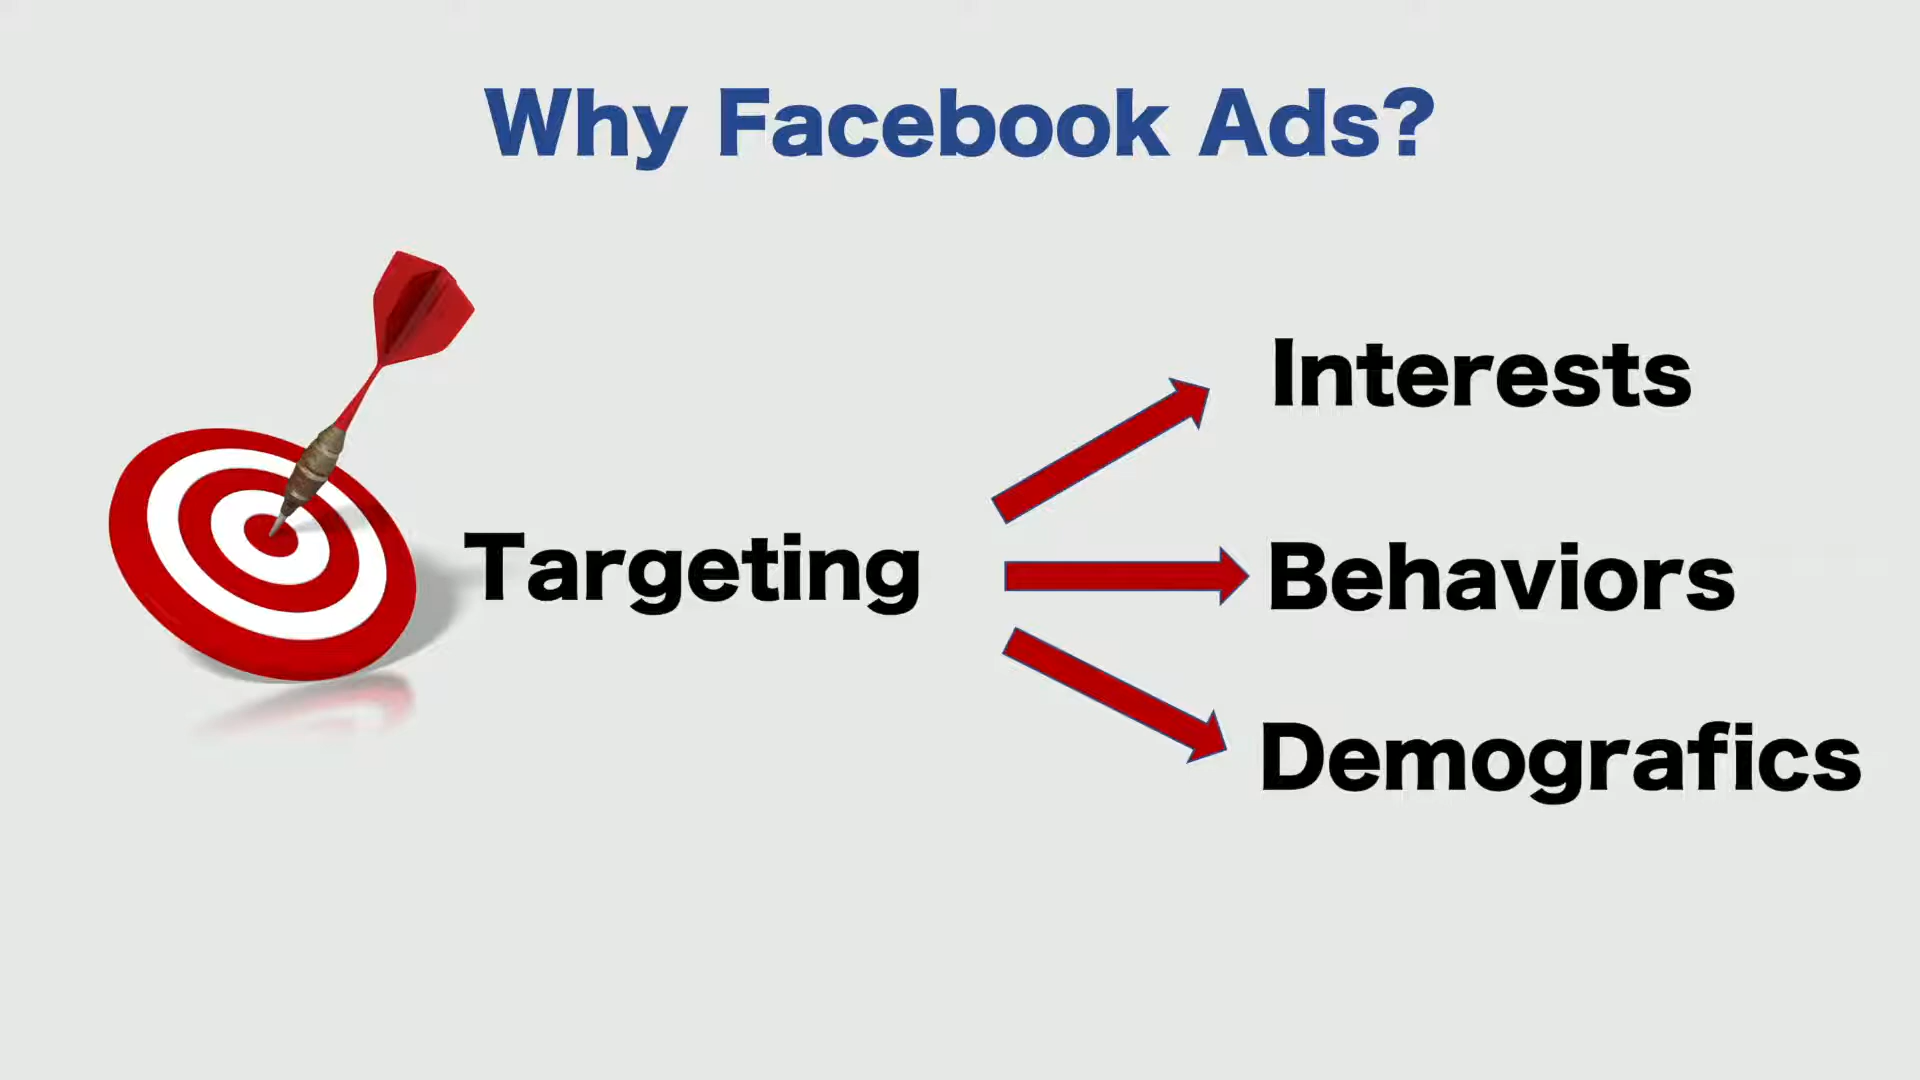 Why Facebook Ads?
Targeting
Interests
Behaviors
Demografics